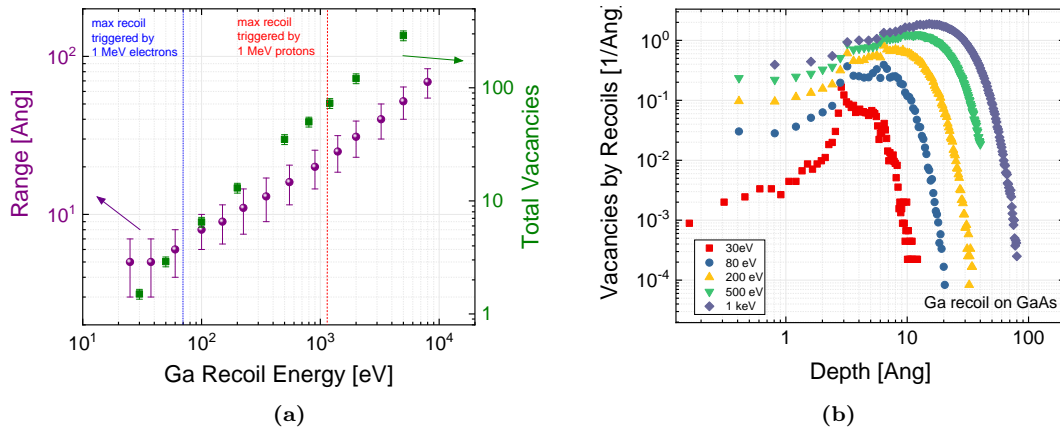 max recoil
triggered by
1 MeV electrons
max recoil
triggered by
1 MeV protons
Range [Ang]
10²
10¹
Total Vacancies
100
10
1
10¹ 10² 10³ 10⁴
Ga Recoil Energy [eV]
(a)
Vacancies by Recoils [1/Ang]
10⁰
10⁻¹
10⁻²
10⁻³
10⁻⁴
30eV
80 eV
200 eV
500 eV
1 keV
Ga recoil on GaAs
1 10 100
Depth [Ang]
(b)